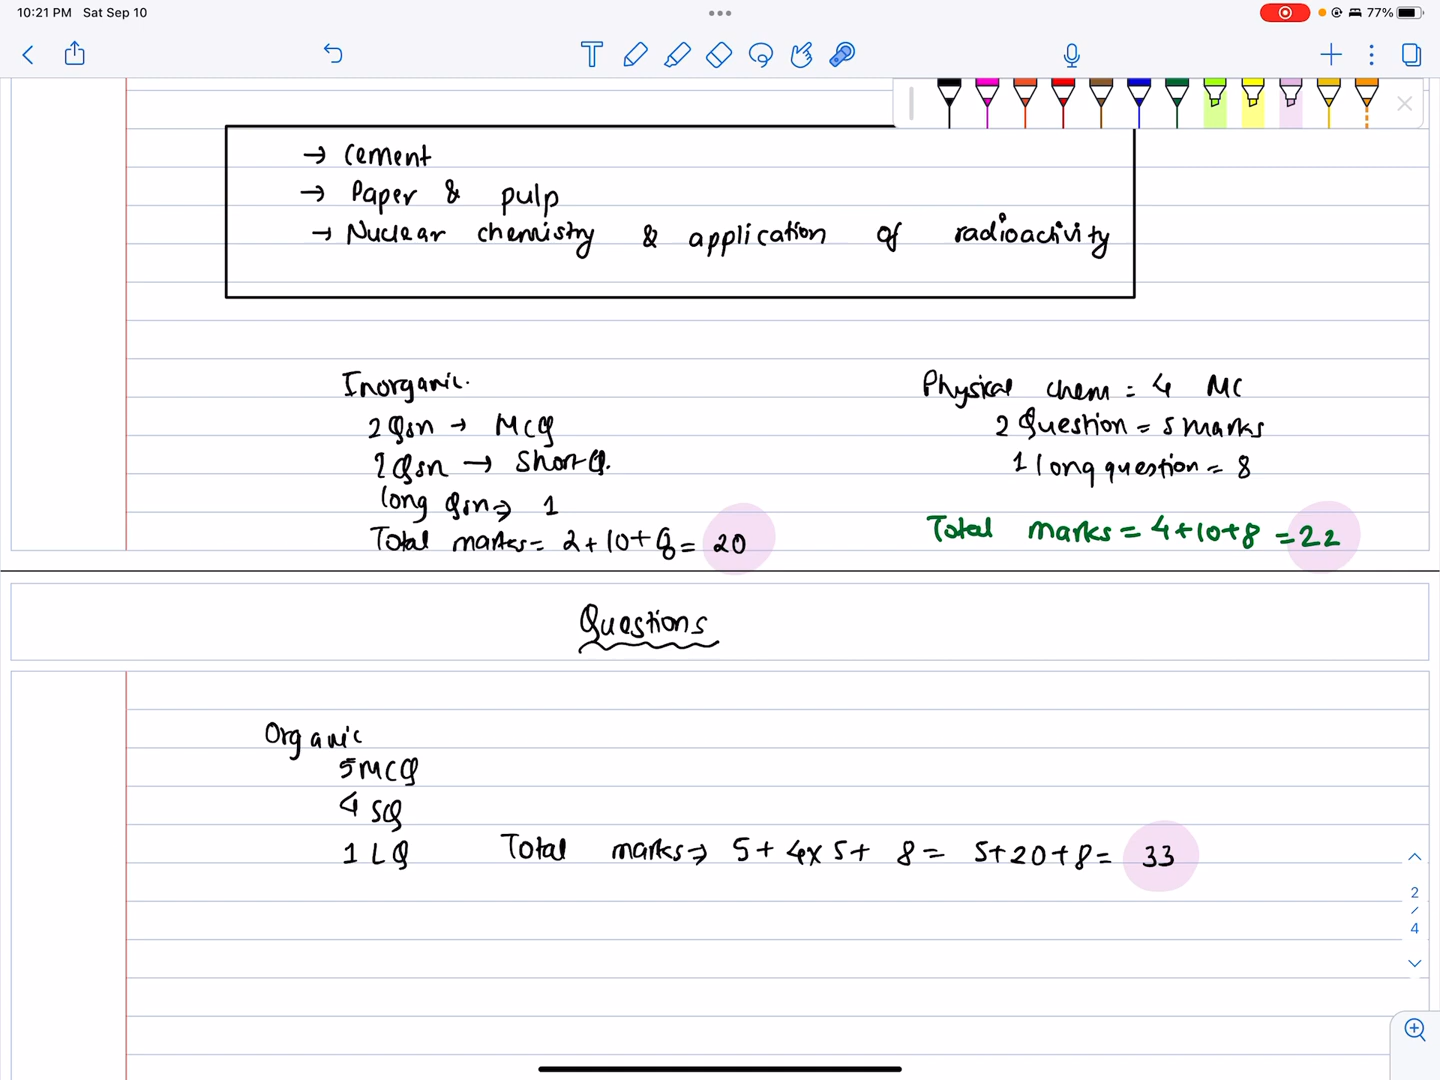 10:21 PM Sat Sep 10
77%
→ Cement
→ Paper & pulp
→ Nuclear chemistry & application of radioactivity
Inorganic.
2 Qsn → MCQ
2 Qsn → Short Q.
long Qsn → 1
Total marks = 2 + 10 + 8 = 20
Physical chem = 4 MC
2 Question = 5 marks
1 long question = 8
Total marks = 4+10+8 = 22
Questions
Organic
5 MCQ
4 SQ
1 LQ Total marks → 5 + 4 x 5 + 8 = 5+20+8 = 33
2
/
4